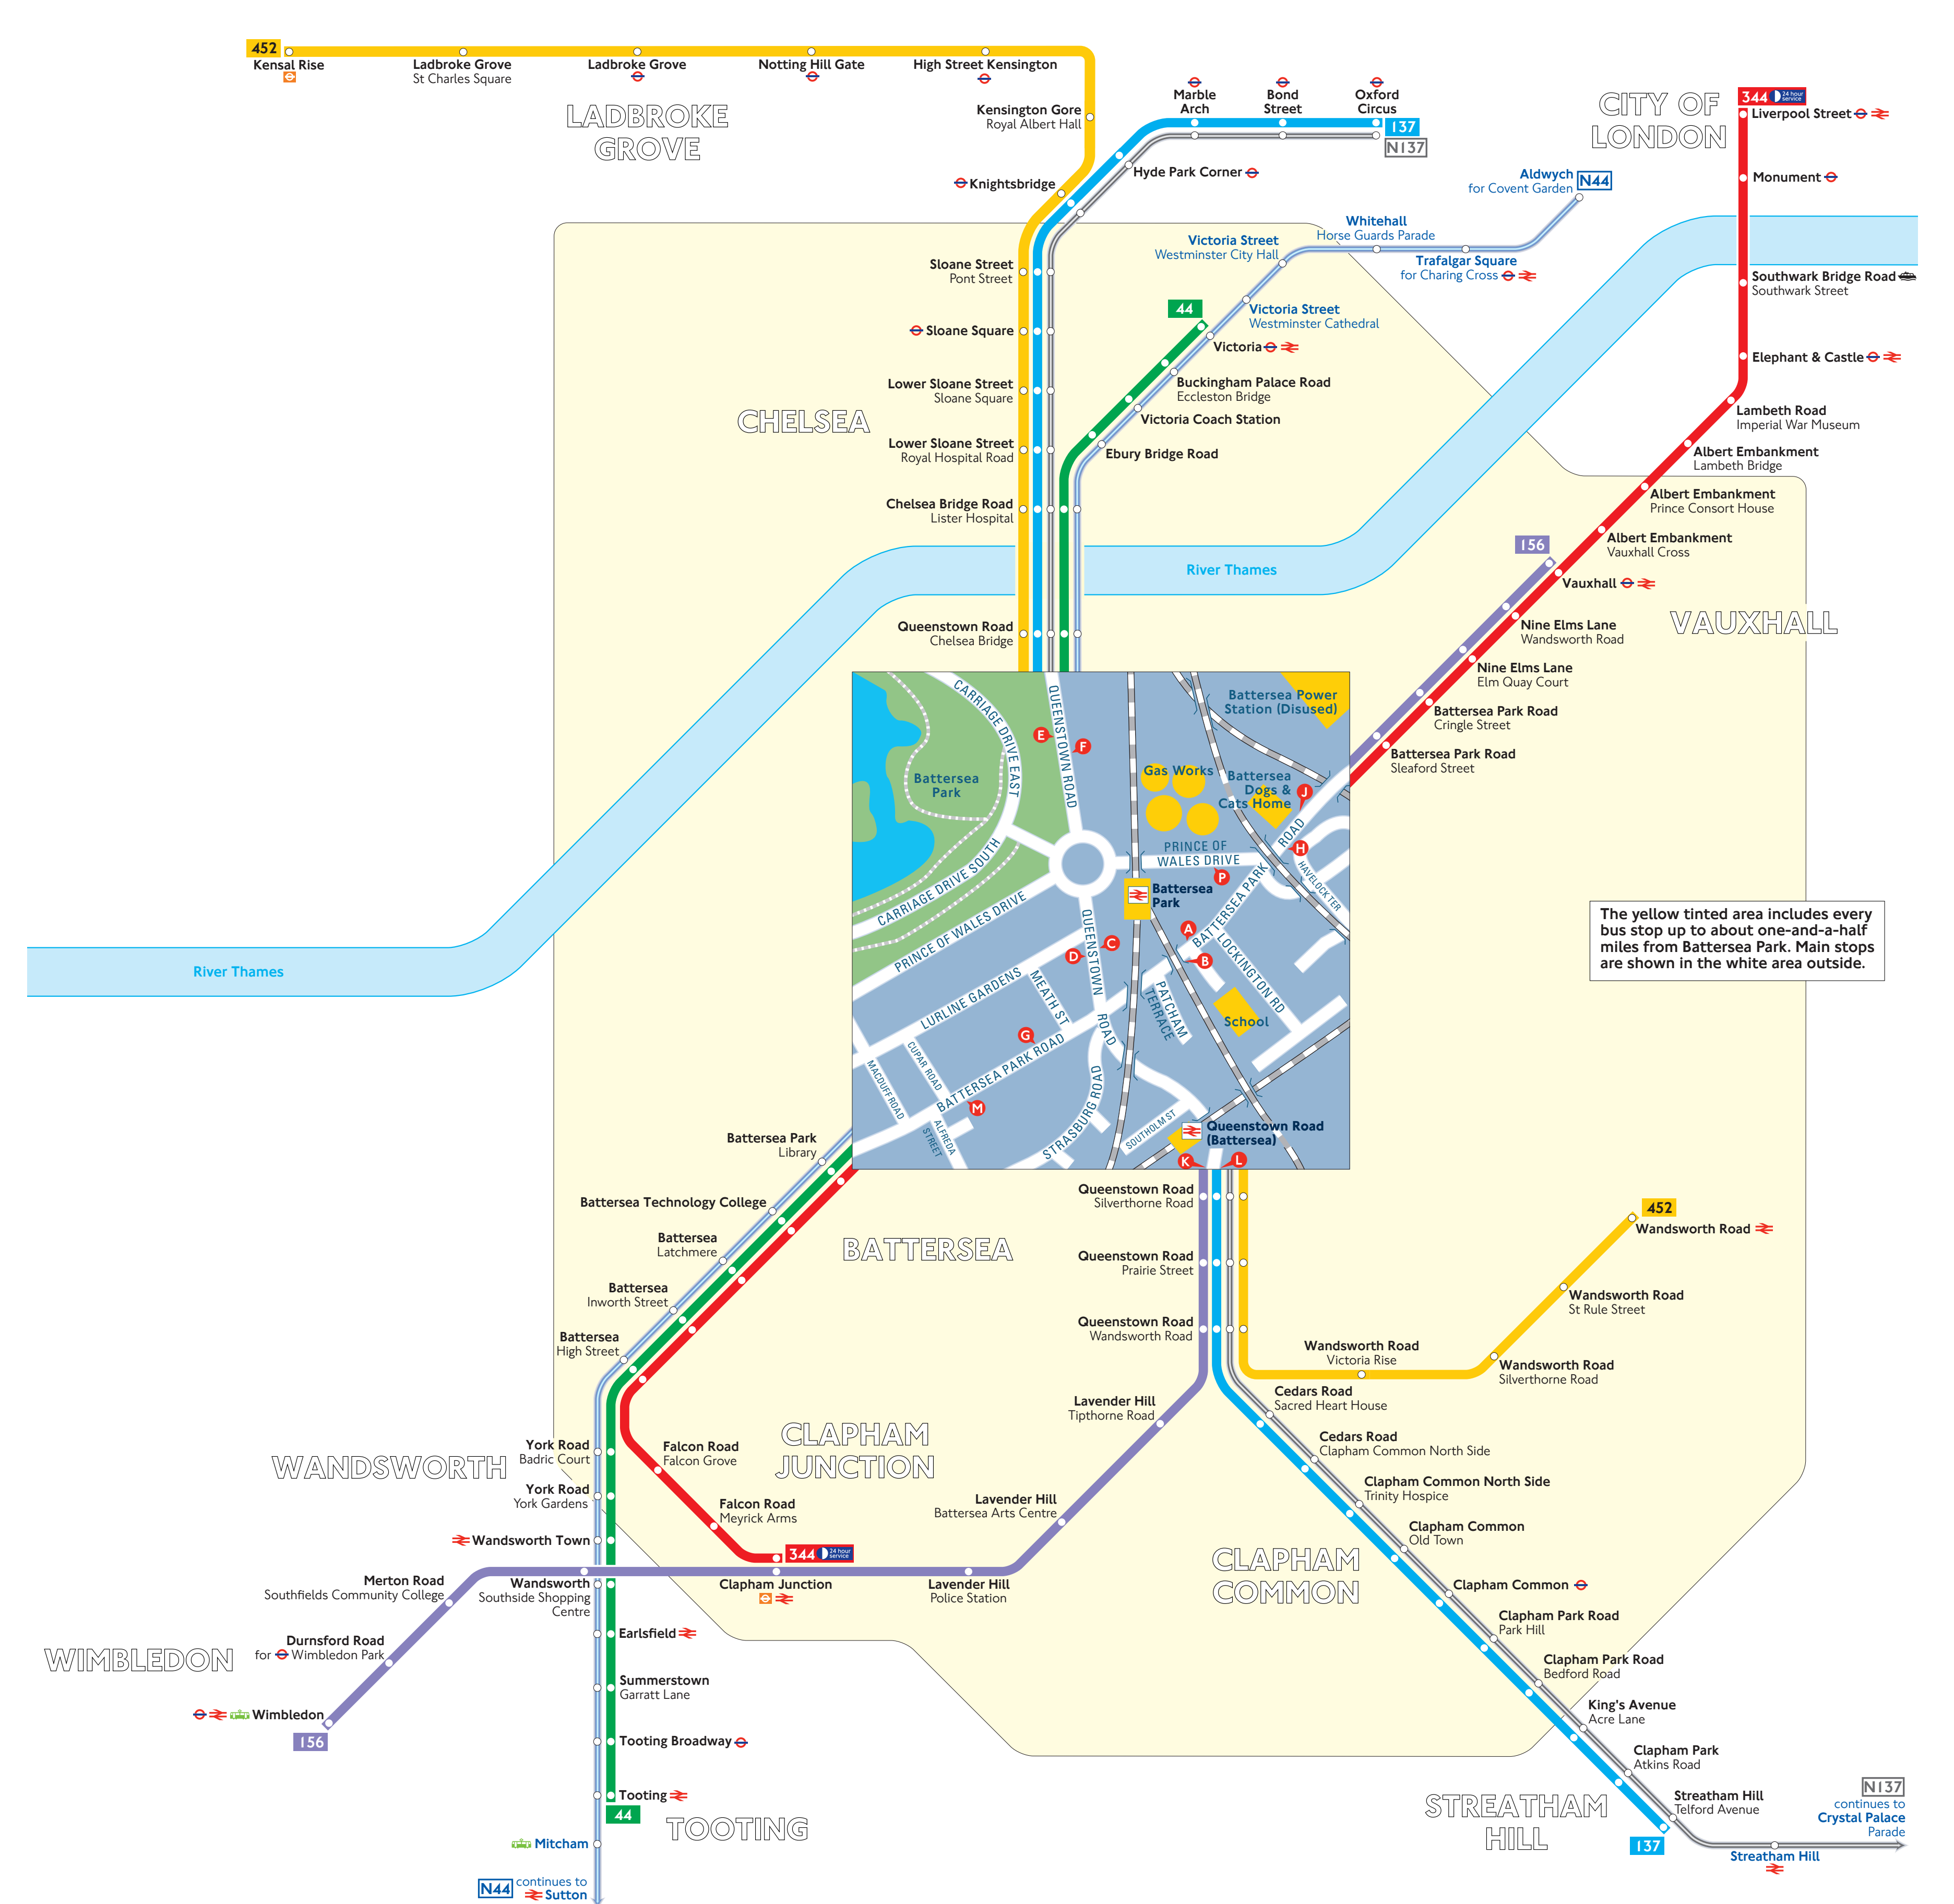 452
Kensal Rise
Ladbroke Grove
St Charles Square
Ladbroke Grove
Notting Hill Gate
High Street Kensington
LADBROKE
GROVE
Kensington Gore
Royal Albert Hall
Knightsbridge
Marble
Arch
Bond
Street
Oxford
Circus
137
N137
Hyde Park Corner
CITY OF
LONDON
344
24 hour
service
Liverpool Street
Monument
Southwark Bridge Road
Southwark Street
Elephant & Castle
Lambeth Road
Imperial War Museum
Albert Embankment
Lambeth Bridge
Albert Embankment
Prince Consort House
Albert Embankment
Vauxhall Cross
Aldwych
for Covent Garden
N44
Whitehall
Horse Guards Parade
Trafalgar Square
for Charing Cross
Victoria Street
Westminster City Hall
Victoria Street
Westminster Cathedral
44
Victoria
Buckingham Palace Road
Eccleston Bridge
Victoria Coach Station
Ebury Bridge Road
Sloane Street
Pont Street
Sloane Square
Lower Sloane Street
Sloane Square
CHELSEA
Lower Sloane Street
Royal Hospital Road
Chelsea Bridge Road
Lister Hospital
River Thames
Queenstown Road
Chelsea Bridge
156
Vauxhall
VAUXHALL
Nine Elms Lane
Wandsworth Road
Nine Elms Lane
Elm Quay Court
Battersea Park Road
Cringle Street
Battersea Park Road
Sleaford Street
CARRIAGE DRIVE EAST
QUEENSTOWN ROAD
Battersea Power
Station (Disused)
E
F
Battersea
Park
Gas Works
Battersea
Dogs &
Cats Home
J
ROAD
H
HAVELOCK TER
PRINCE OF
WALES DRIVE
P
CARRIAGE DRIVE SOUTH
PRINCE OF WALES DRIVE
Battersea
Park
BATTERSEA PARK
A
B
C
D
QUEENSTOWN
ROAD
LOCKINGTON RD
LURLINE GARDENS
MEATH ST
PATCHAM
TERRACE
School
G
CUPAR ROAD
MACDUFF ROAD
BATTERSEA PARK ROAD
M
ALFREDA
STREET
STRASBURG ROAD
SOUTHOLM ST
Queenstown Road
(Battersea)
K
L
The yellow tinted area includes every
bus stop up to about one-and-a-half
miles from Battersea Park. Main stops
are shown in the white area outside.
River Thames
Battersea Park
Library
Battersea Technology College
Battersea
Latchmere
Battersea
Inworth Street
Battersea
High Street
BATTERSEA
Queenstown Road
Silverthorne Road
Queenstown Road
Prairie Street
Queenstown Road
Wandsworth Road
452
Wandsworth Road
Wandsworth Road
St Rule Street
Wandsworth Road
Victoria Rise
Wandsworth Road
Silverthorne Road
Lavender Hill
Tipthorne Road
Cedars Road
Sacred Heart House
Cedars Road
Clapham Common North Side
Clapham Common North Side
Trinity Hospice
Clapham Common
Old Town
Clapham Common
Clapham Park Road
Park Hill
Clapham Park Road
Bedford Road
King's Avenue
Acre Lane
Clapham Park
Atkins Road
Streatham Hill
Telford Avenue
CLAPHAM
COMMON
CLAPHAM
JUNCTION
WANDSWORTH
York Road
Badric Court
York Road
York Gardens
Falcon Road
Falcon Grove
Falcon Road
Meyrick Arms
344
24 hour
service
Lavender Hill
Battersea Arts Centre
Wandsworth Town
Merton Road
Southfields Community College
Wandsworth
Southside Shopping
Centre
Clapham Junction
Lavender Hill
Police Station
Durnsford Road
for Wimbledon Park
WIMBLEDON
Wimbledon
156
Earlsfield
Summerstown
Garratt Lane
Tooting Broadway
Tooting
44
TOOTING
Mitcham
N44
continues to
Sutton
STREATHAM
HILL
137
N137
continues to
Crystal Palace
Parade
Streatham Hill